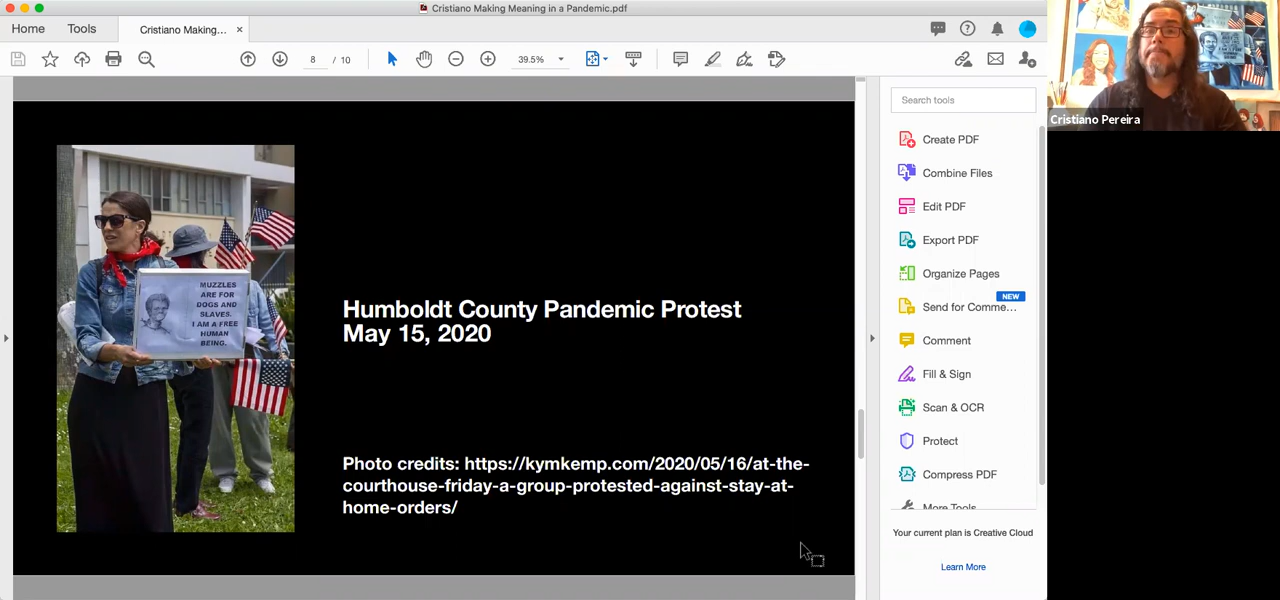 Cristiano Making Meaning in a Pandemic.pdf
Home
Tools
Cristiano Making...
8 / 10
39.5%
MUZZLES
ARE FOR
DOGS AND
SLAVES.
I AM A FREE
HUMAN
BEING.
Humboldt County Pandemic Protest
May 15, 2020
Photo credits: https://kymkemp.com/2020/05/16/at-the-
courthouse-friday-a-group-protested-against-stay-at-
home-orders/
Search tools
Create PDF
Combine Files
Edit PDF
Export PDF
Organize Pages
NEW
Send for Comme...
Comment
Fill & Sign
Scan & OCR
Protect
Compress PDF
More Tools
Your current plan is Creative Cloud
Learn More
Cristiano Pereira